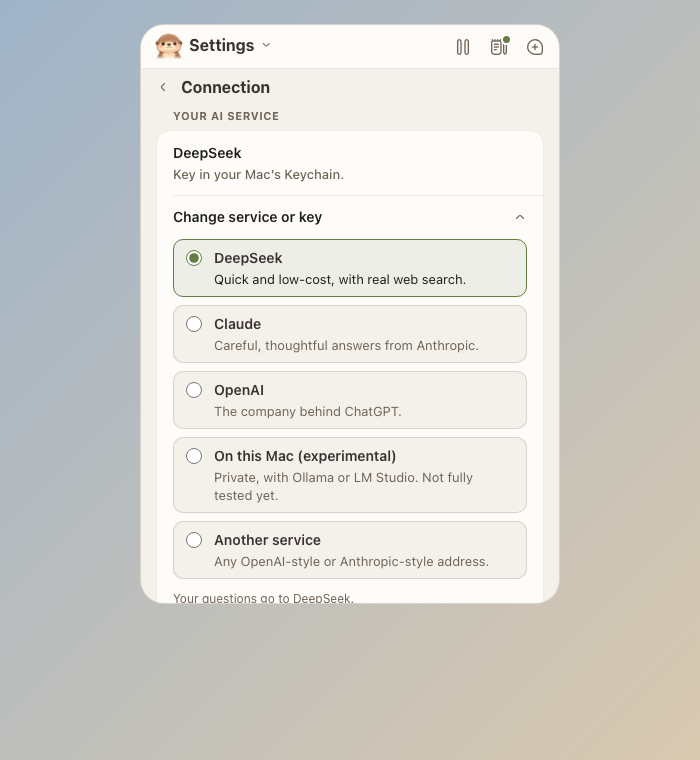 Settings
Connection
YOUR AI SERVICE
DeepSeek
Key in your Mac's Keychain.
Change service or key
DeepSeek
Quick and low-cost, with real web search.
Claude
Careful, thoughtful answers from Anthropic.
OpenAI
The company behind ChatGPT.
On this Mac (experimental)
Private, with Ollama or LM Studio. Not fully
tested yet.
Another service
Any OpenAI-style or Anthropic-style address.
Your questions go to DeepSeek.